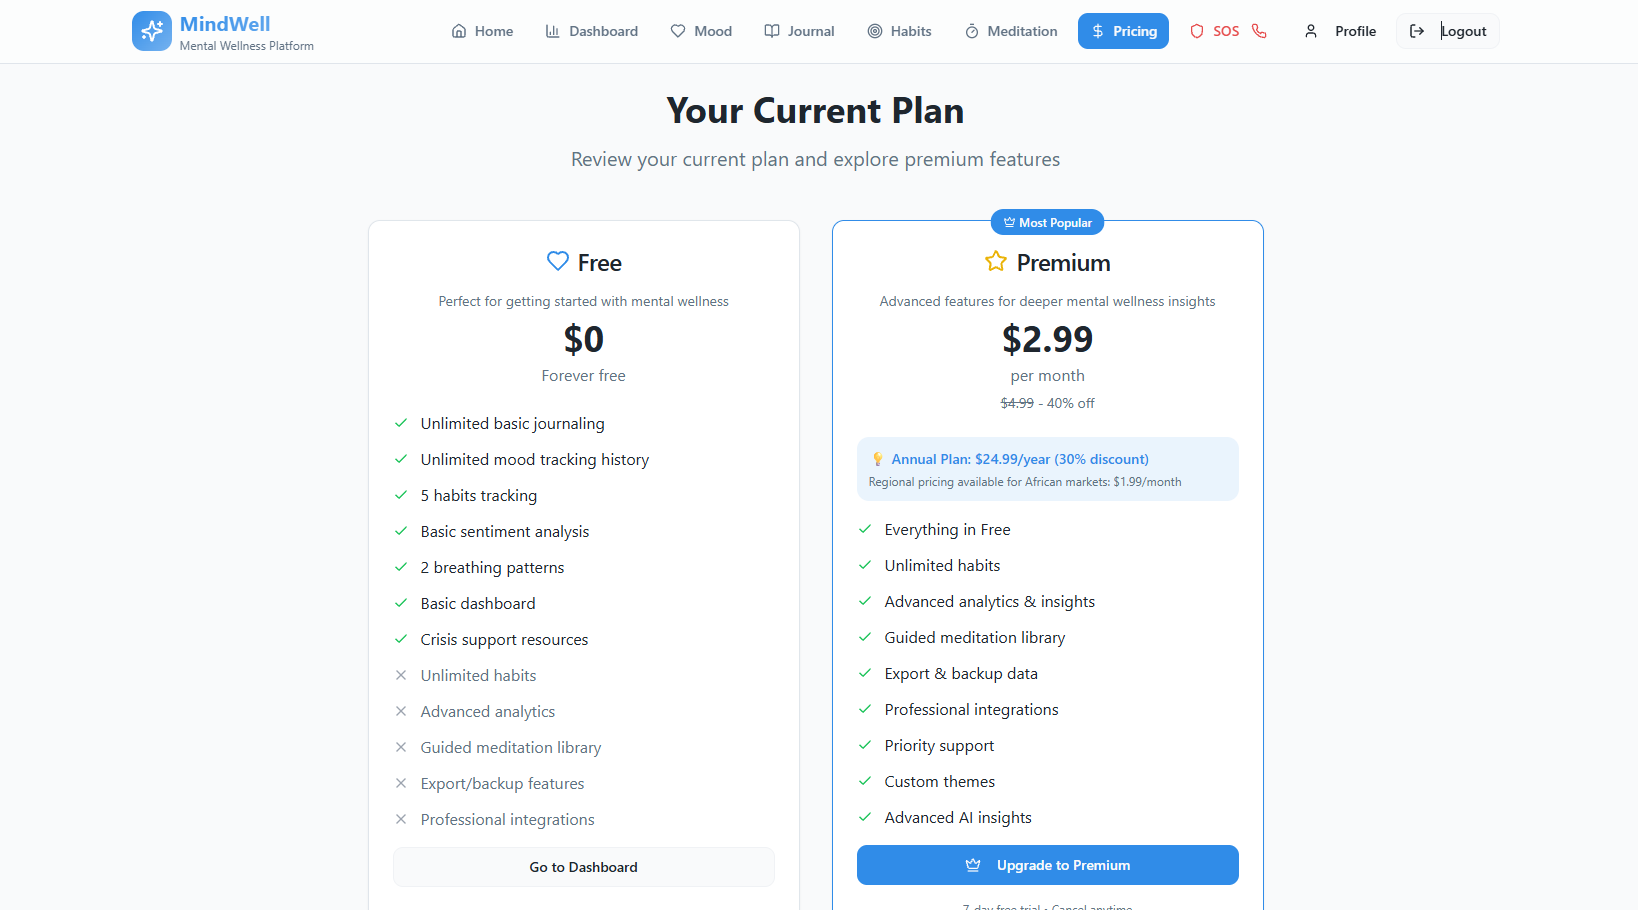 MindWell
Mental Wellness Platform
Home
Dashboard
Mood
Journal
Habits
Meditation
Pricing
SOS
Profile
Logout
Your Current Plan
Review your current plan and explore premium features
Free
Perfect for getting started with mental wellness
$0
Forever free
Unlimited basic journaling
Unlimited mood tracking history
5 habits tracking
Basic sentiment analysis
2 breathing patterns
Basic dashboard
Crisis support resources
Unlimited habits
Advanced analytics
Guided meditation library
Export/backup features
Professional integrations
Go to Dashboard
Most Popular
Premium
Advanced features for deeper mental wellness insights
$2.99
per month
$4.99 - 40% off
Annual Plan: $24.99/year (30% discount)
Regional pricing available for African markets: $1.99/month
Everything in Free
Unlimited habits
Advanced analytics & insights
Guided meditation library
Export & backup data
Professional integrations
Priority support
Custom themes
Advanced AI insights
Upgrade to Premium
7-day free trial • Cancel anytime